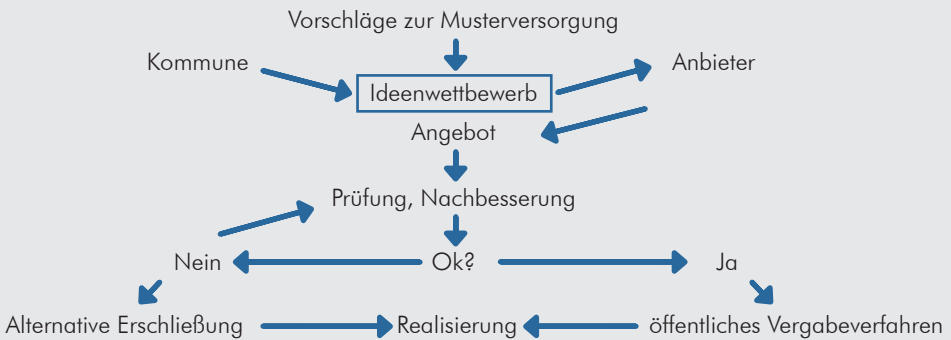 Vorschläge zur Musterversorgung
Kommune
Anbieter
Ideenwettbewerb
Angebot
Prüfung, Nachbesserung
Nein
Ok?
Ja
Alternative Erschließung
Realisierung
öffentliches Vergabeverfahren